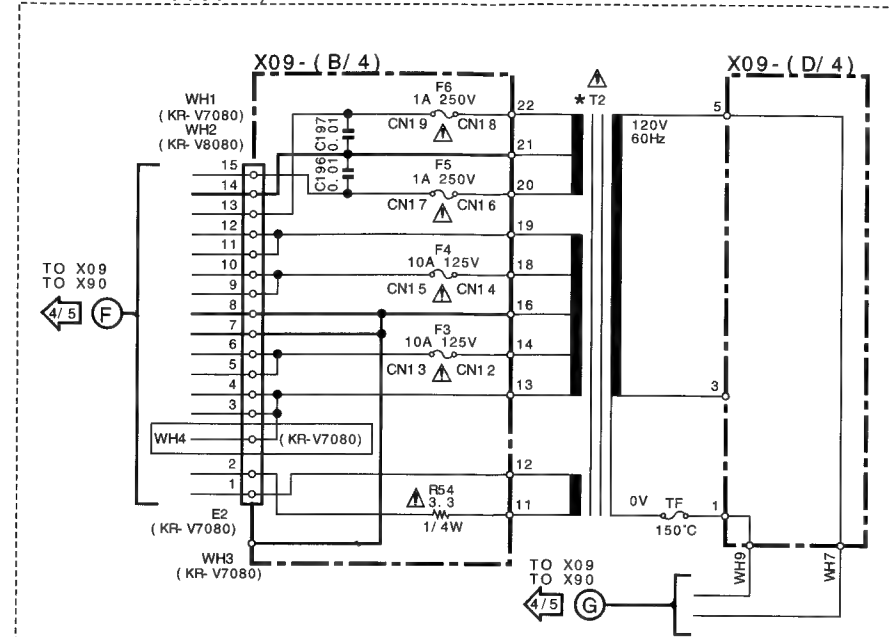 X09-(B/4)
X09-(D/4)
WH1
(KR-V7080)
WH2
(KR-V8080)
F6
1A 250V
CN19
CN18
22
* T2
5
120V
60Hz
C197
0.01
21
C196
0.01
F5
1A 250V
CN17
CN16
20
15
14
13
12
11
10
9
8
7
6
5
4
3
2
1
19
F4
10A 125V
CN15
CN14
18
16
F3
10A 125V
CN13
CN12
14
13
3
TO X09
TO X90
4/5
F
WH4
(KR-V7080)
12
R54
3.3
1/4W
11
0V
TF
150°C
1
E2
(KR-V7080)
WH3
(KR-V7080)
WH9
WH7
TO X09
TO X90
4/5
G